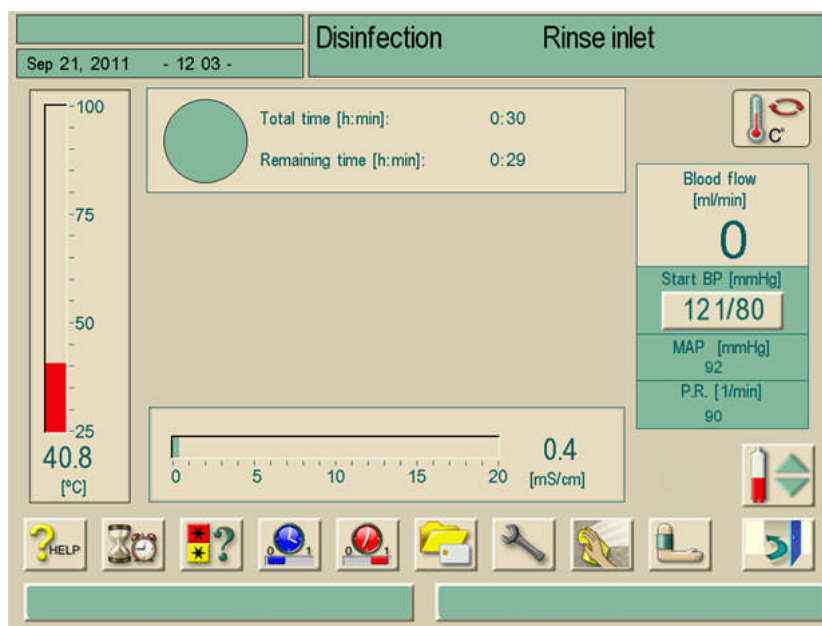 Disinfection Rinse inlet
Sep 21, 2011 - 12 03 -
100
75
50
25
40.8
[°C]
Total time [h:min]: 0:30
Remaining time [h:min]: 0:29
C°
Blood flow
[ml/min]
0
Start BP [mmHg]
121/80
MAP [mmHg]
92
P.R. [1/min]
90
0 5 10 15 20
0.4
[mS/cm]
?HELP
?
0 1
0 1